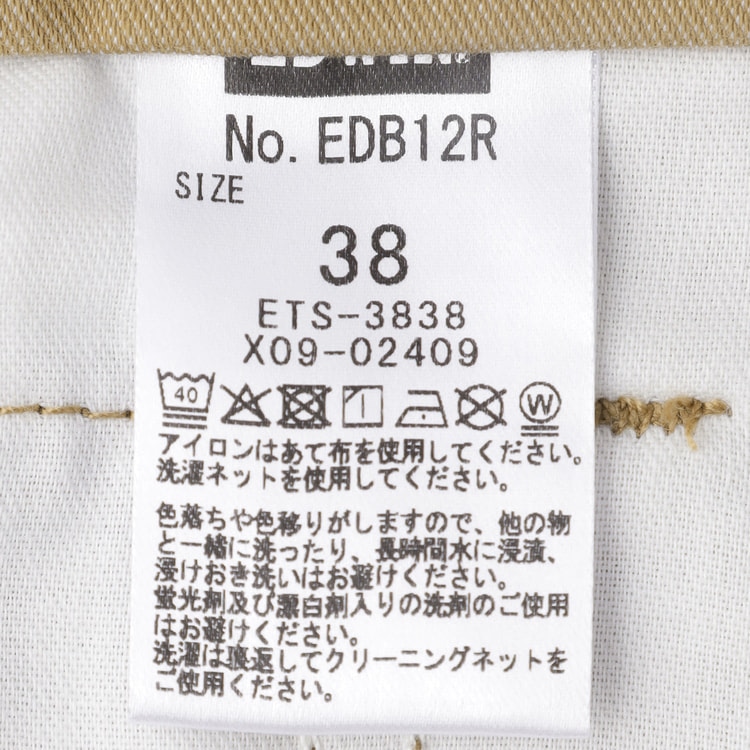 EDWIN
No. EDB12R
SIZE
38
ETS-3838
X09-02409
40
W
アイロンはあて布を使用してください。
洗濯ネットを使用してください。
色落ちや色移りがしますので、他の物
と一緒に洗ったり、長時間水に浸漬、
浸けおき洗いはお避けください。
蛍光剤及び漂白剤入りの洗剤のご使用
はお避けください。
洗濯は裏返してクリーニングネットを
ご使用ください。